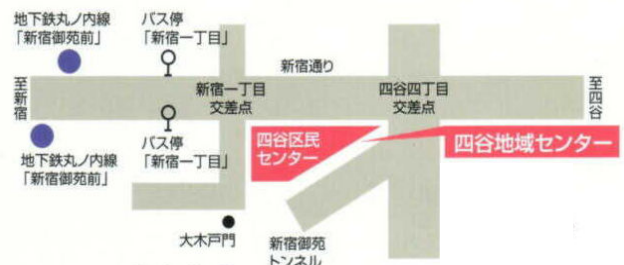 地下鉄丸ノ内線
「新宿御苑前」
バス停
「新宿一丁目」
新宿通り
至新宿
新宿一丁目
交差点
四谷四丁目
交差点
至四谷
地下鉄丸ノ内線
「新宿御苑前」
バス停
「新宿一丁目」
四谷区民
センター
四谷地域センター
大木戸門
新宿御苑
トンネル